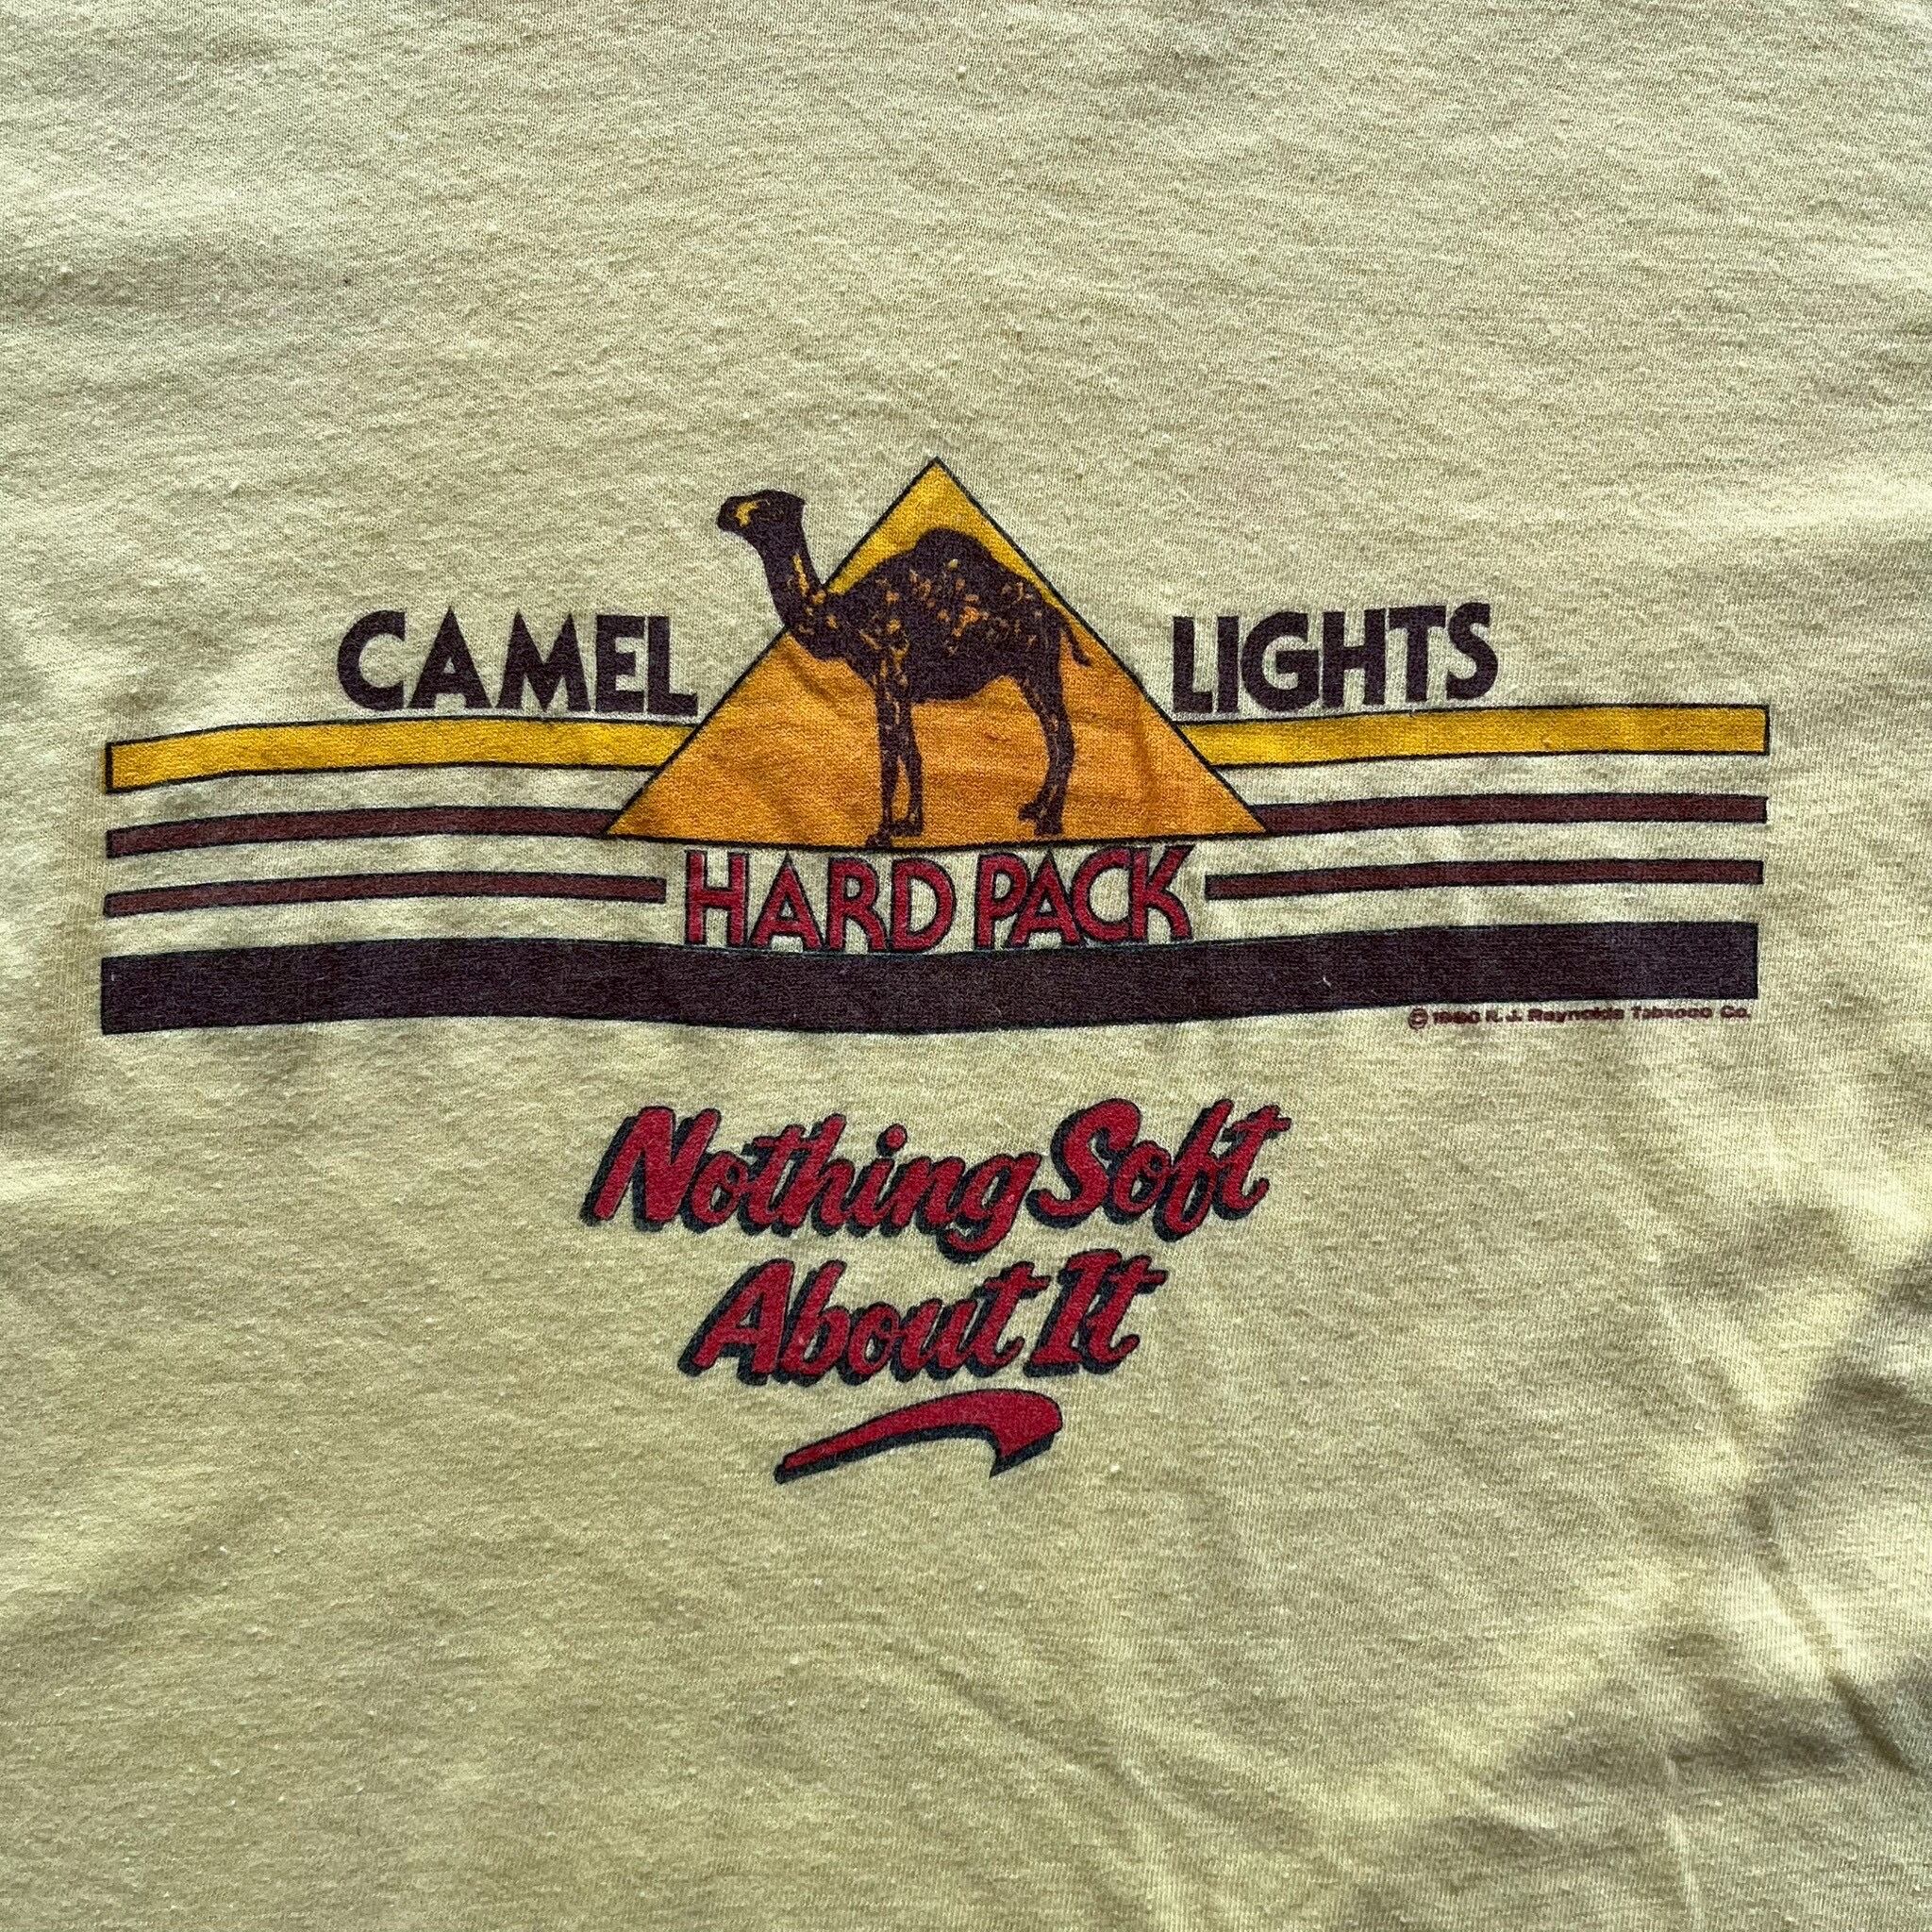 CAMEL LIGHTS
HARD PACK
© 1980 R. J. Reynolds Tobacco Co.
Nothing Soft
About It